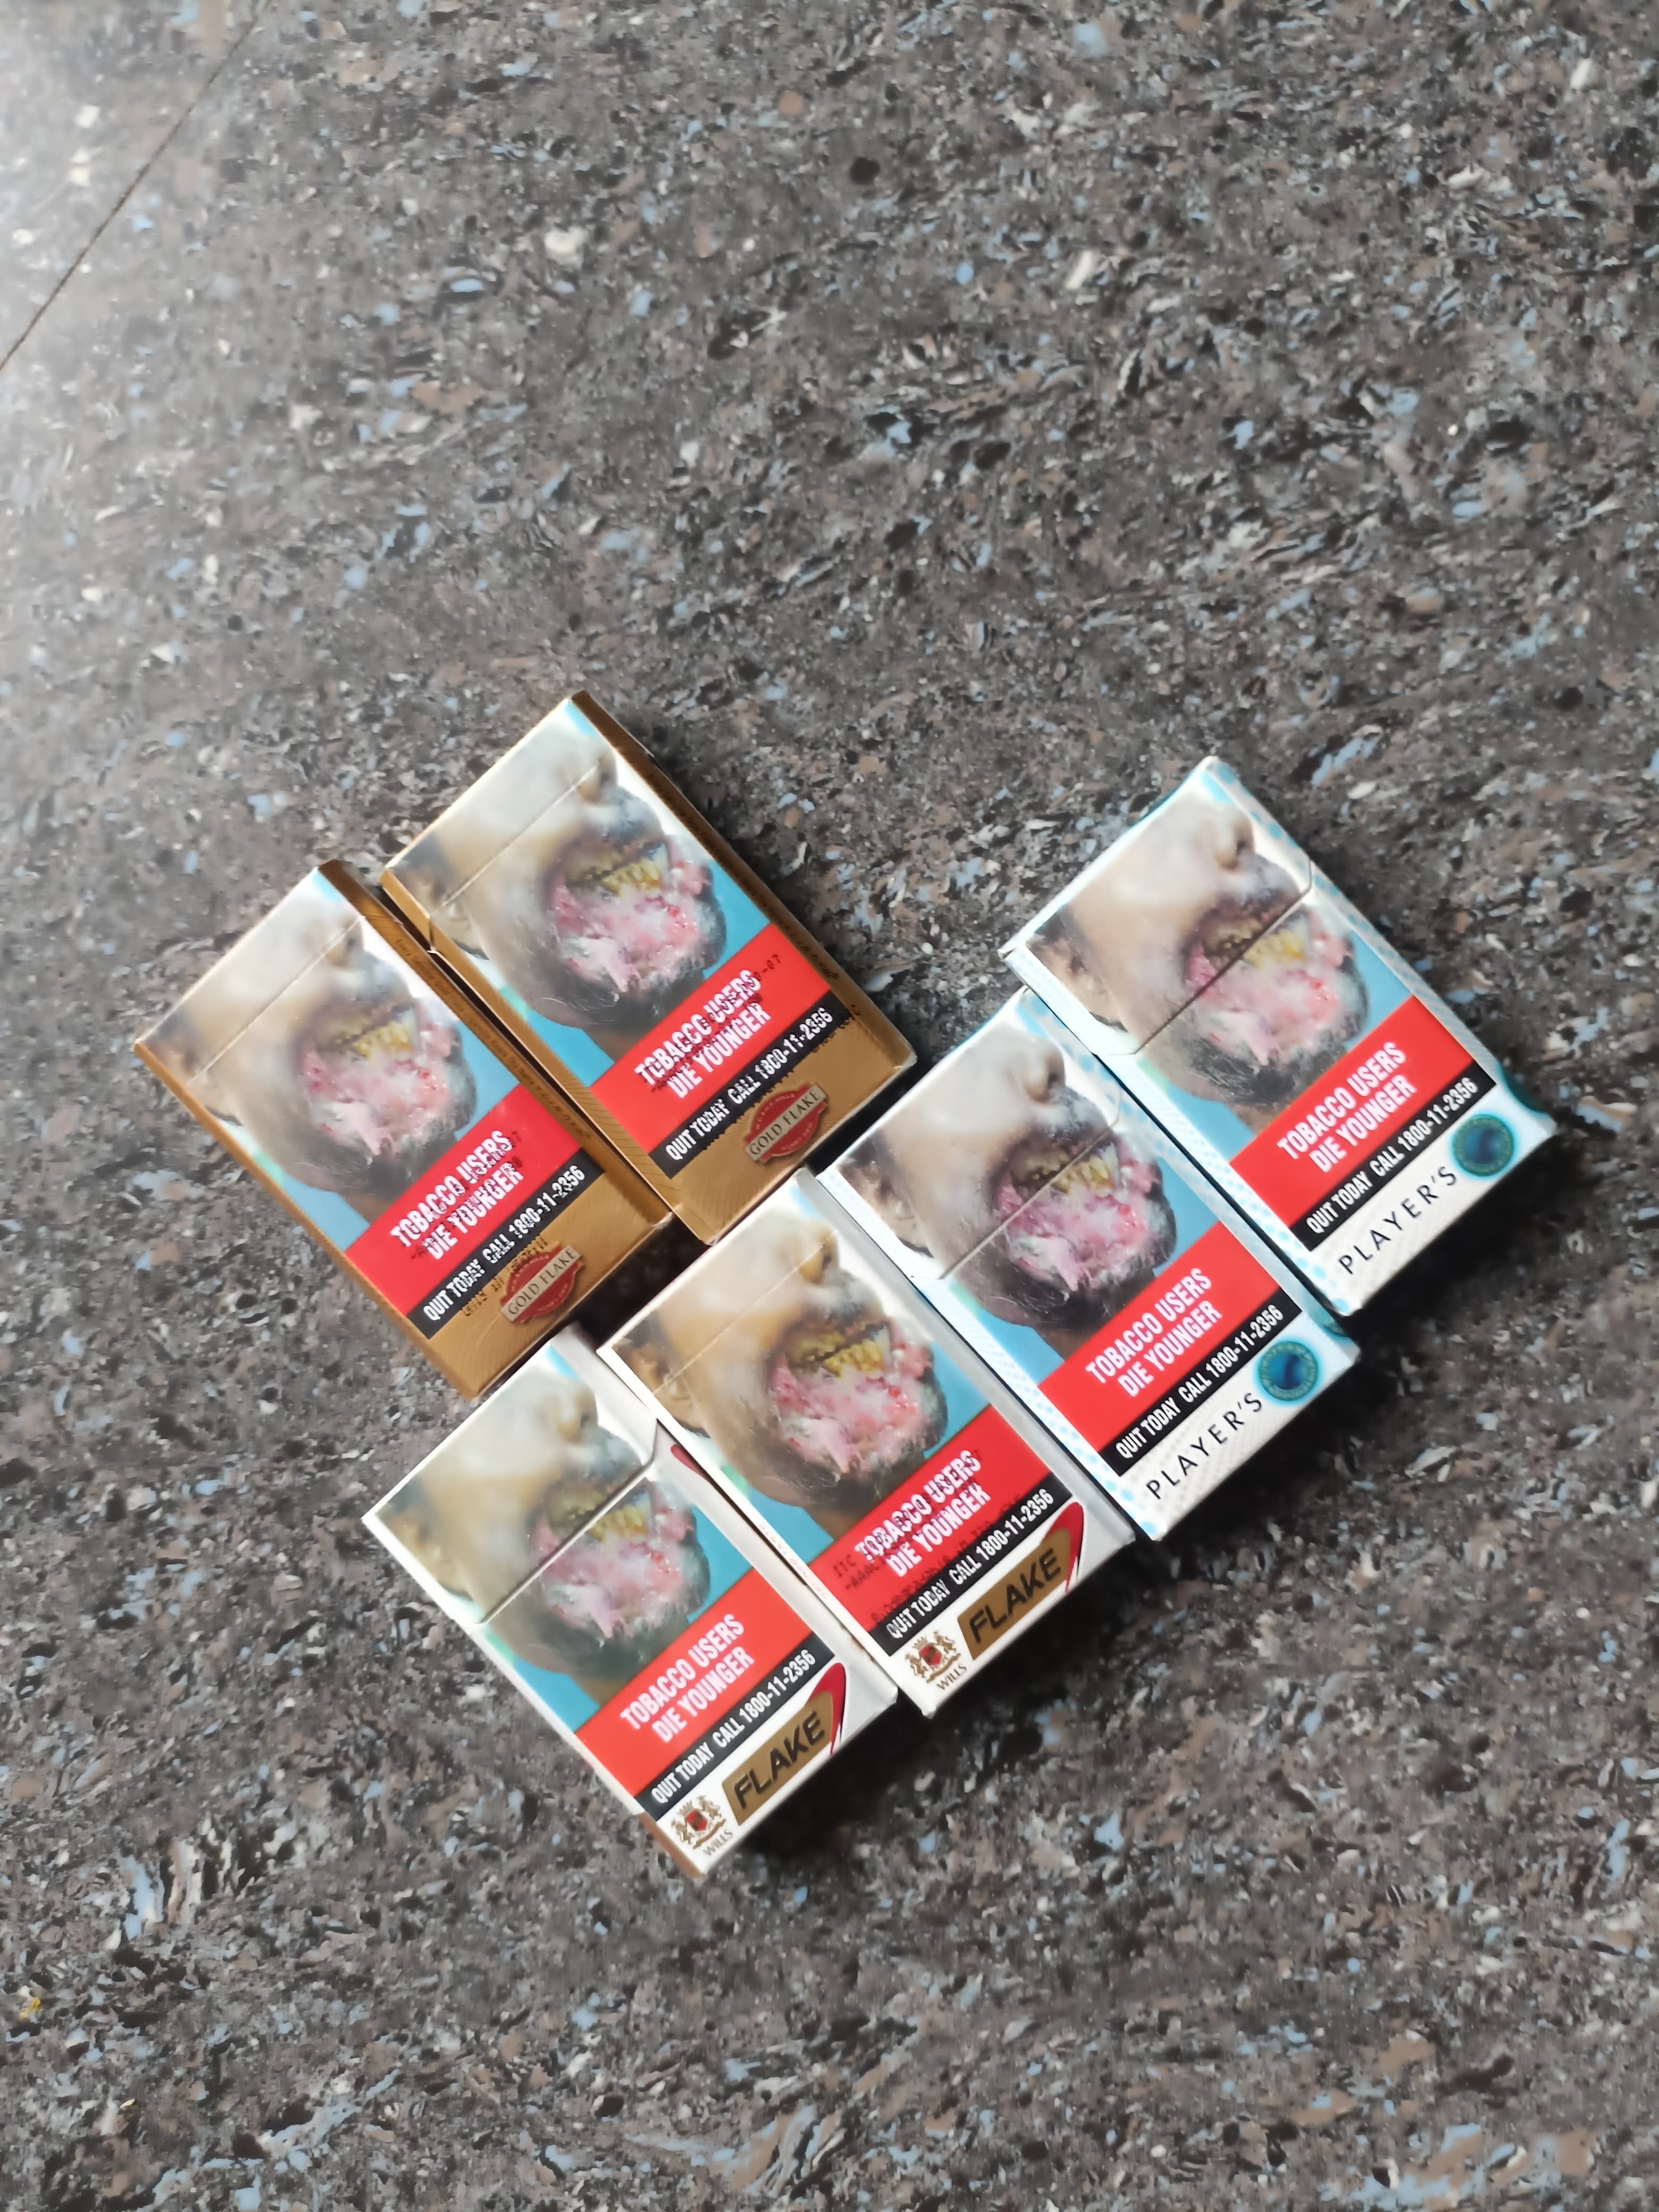 TOBACCO USERS
DIE YOUNGER
QUIT TODAY CALL 1800-11-2356
GOLD FLAKE
TOBACCO USERS
DIE YOUNGER
QUIT TODAY CALL 1800-11-2356
GOLD FLAKE
TOBACCO USERS
DIE YOUNGER
QUIT TODAY CALL 1800-11-2356
PLAYER'S
TOBACCO USERS
DIE YOUNGER
QUIT TODAY CALL 1800-11-2356
PLAYER'S
TOBACCO USERS
DIE YOUNGER
QUIT TODAY CALL 1800-11-2356
FLAKE
WILLS
TOBACCO USERS
DIE YOUNGER
QUIT TODAY CALL 1800-11-2356
FLAKE
WILLS